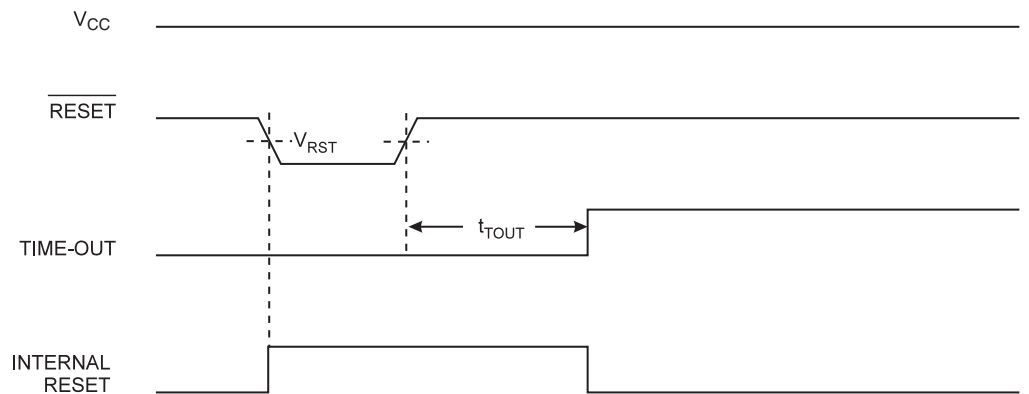 VCC
RESET
VRST
tTOUT
TIME-OUT
INTERNAL
RESET